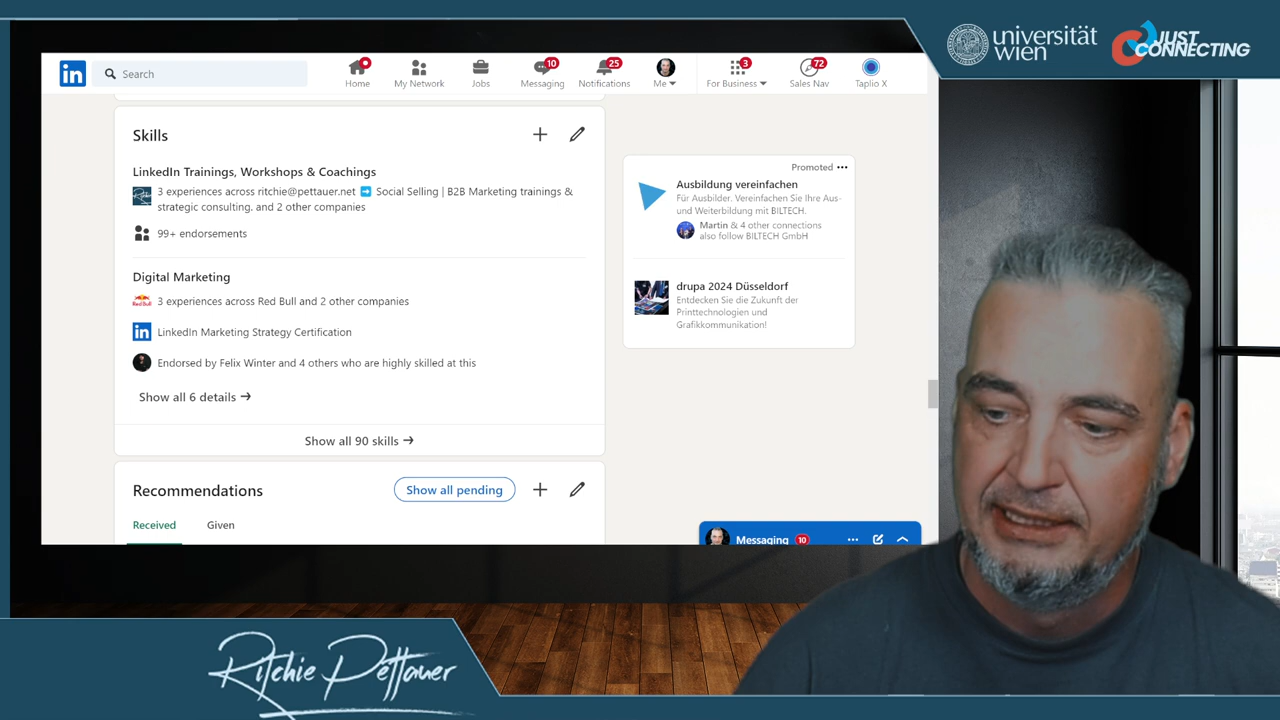 universität
wien
JUST
CONNECTING
in
Search
Home
My Network
Jobs
10
Messaging
25
Notifications
Me
3
For Business
72
Sales Nav
Taplio X
Skills
LinkedIn Trainings, Workshops & Coachings
3 experiences across ritchie@pettauer.net ➡️ Social Selling | B2B Marketing trainings &
strategic consulting. and 2 other companies
99+ endorsements
Digital Marketing
Red Bull
3 experiences across Red Bull and 2 other companies
in
LinkedIn Marketing Strategy Certification
Endorsed by Felix Winter and 4 others who are highly skilled at this
Show all 6 details →
Show all 90 skills →
Recommendations
Show all pending
Received
Given
Promoted
Ausbildung vereinfachen
Für Ausbilder. Vereinfachen Sie Ihre Aus-
und Weiterbildung mit BILTECH.
Martin & 4 other connections
also follow BILTECH GmbH
drupa 2024 Düsseldorf
Entdecken Sie die Zukunft der
Printtechnologien und
Grafikkommunikation!
Messaging 10
Ritchie Pettauer